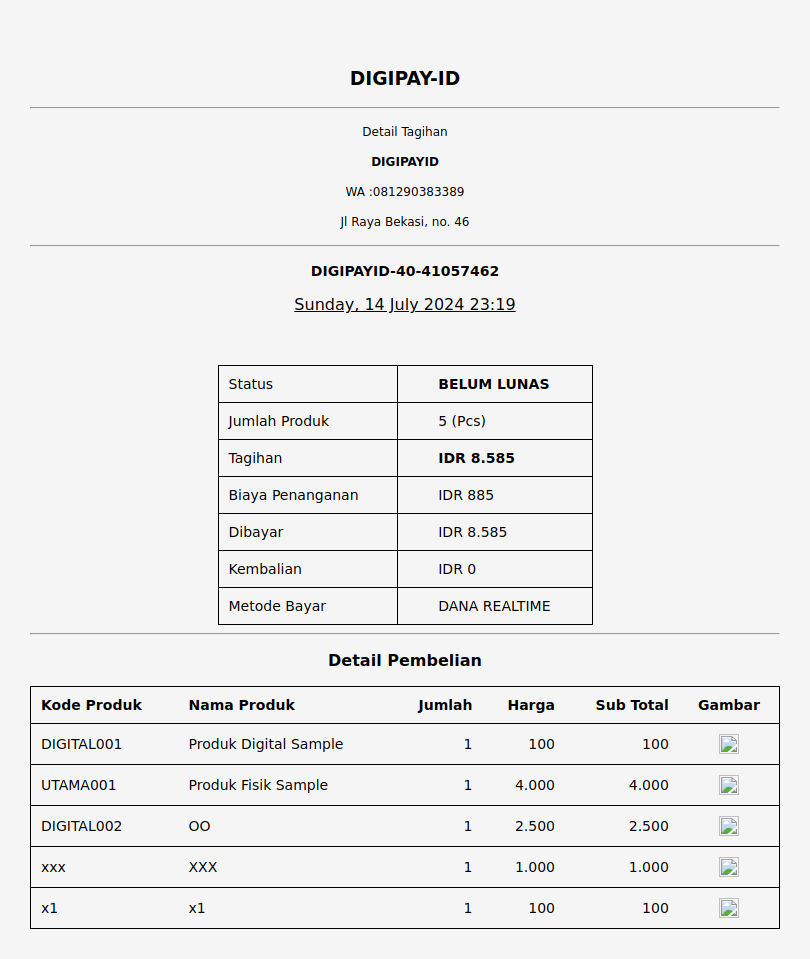 DIGIPAY-ID
Detail Tagihan
DIGIPAYID
WA :081290383389
Jl Raya Bekasi, no. 46
DIGIPAYID-40-41057462
Sunday, 14 July 2024 23:19
Status BELUM LUNAS
Jumlah Produk 5 (Pcs)
Tagihan IDR 8.585
Biaya Penanganan IDR 885
Dibayar IDR 8.585
Kembalian IDR 0
Metode Bayar DANA REALTIME
Detail Pembelian
Kode Produk Nama Produk Jumlah Harga Sub Total Gambar
DIGITAL001 Produk Digital Sample 1 100 100
UTAMA001 Produk Fisik Sample 1 4.000 4.000
DIGITAL002 OO 1 2.500 2.500
xxx XXX 1 1.000 1.000
x1 x1 1 100 100